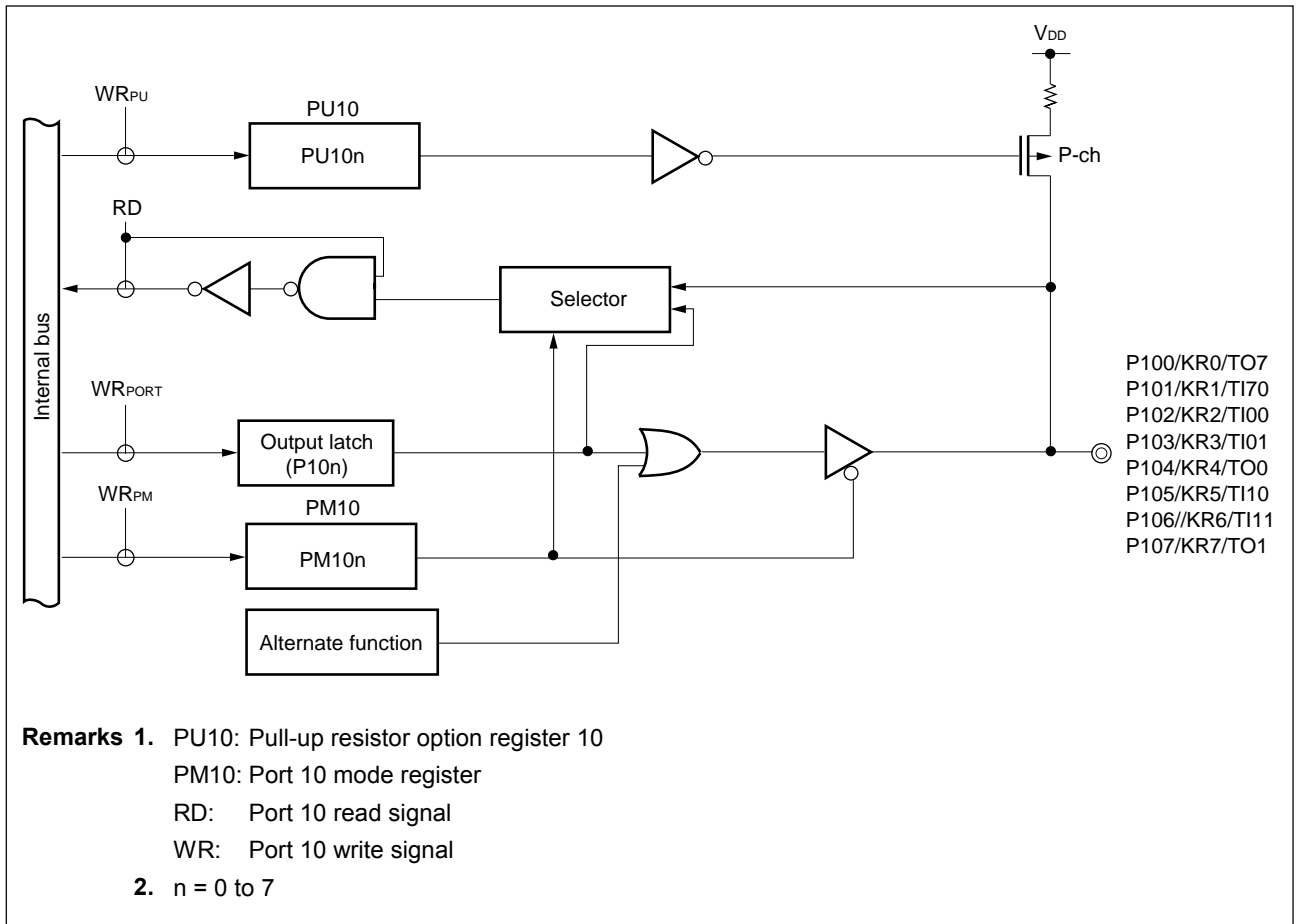 VDD
WRPU
PU10
PU10n
P-ch
RD
Selector
Internal bus
WRPORT
Output latch
(P10n)
WRPM
PM10
PM10n
Alternate function
P100/KR0/TO7
P101/KR1/TI70
P102/KR2/TI00
P103/KR3/TI01
P104/KR4/TO0
P105/KR5/TI10
P106//KR6/TI11
P107/KR7/TO1
Remarks 1. PU10: Pull-up resistor option register 10
PM10: Port 10 mode register
RD: Port 10 read signal
WR: Port 10 write signal
2. n = 0 to 7